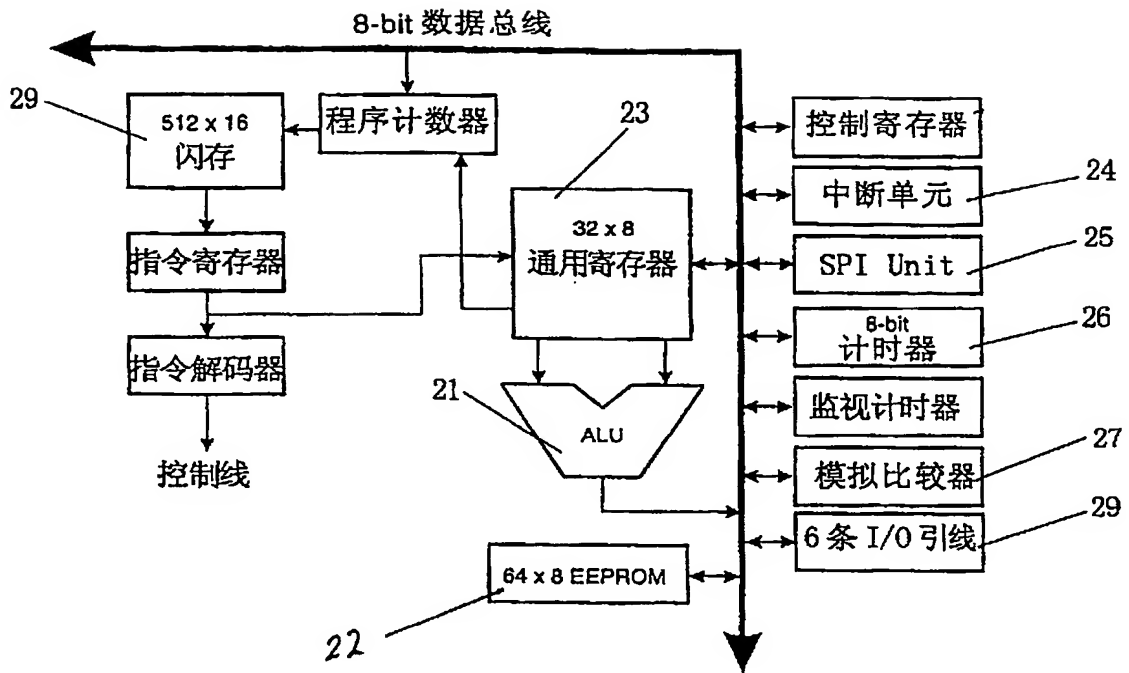 8-bit 数据总线
29
512 x 16
闪存
程序计数器
23
控制寄存器
24
中断单元
32 x 8
通用寄存器
25
SPI Unit
指令寄存器
26
8-bit
计时器
指令解码器
21
ALU
监视计时器
27
控制线
模拟比较器
29
6条 I/O 引线
64 x 8 EEPROM
22